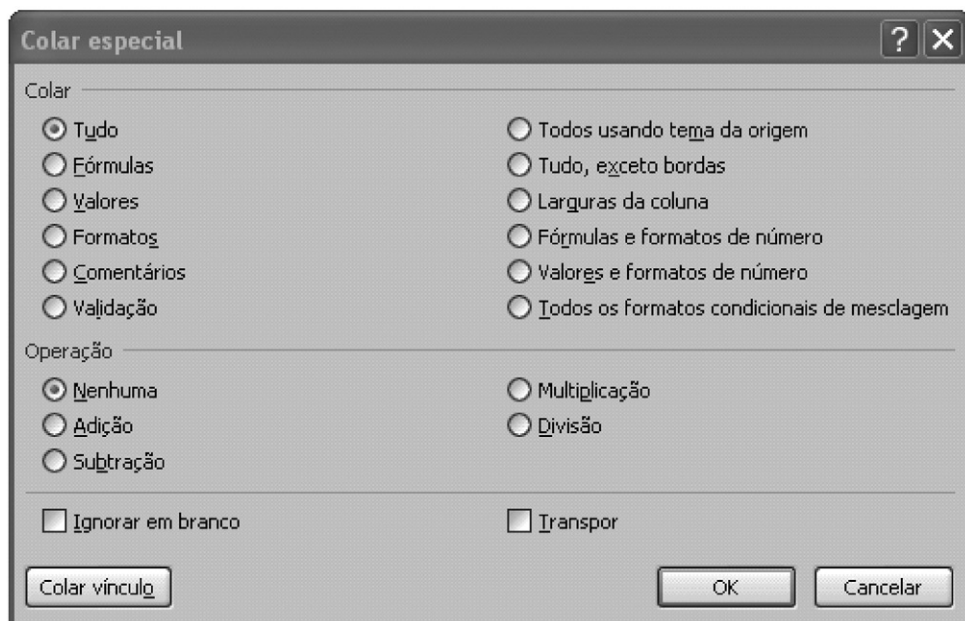 Colar especial
Colar
Tudo
Todos usando tema da origem
Fórmulas
Tudo, exceto bordas
Valores
Larguras da coluna
Formatos
Fórmulas e formatos de número
Comentários
Valores e formatos de número
Validação
Todos os formatos condicionais de mesclagem
Operação
Nenhuma
Multiplicação
Adição
Divisão
Subtração
Ignorar em branco
Transpor
Colar vínculo
OK
Cancelar